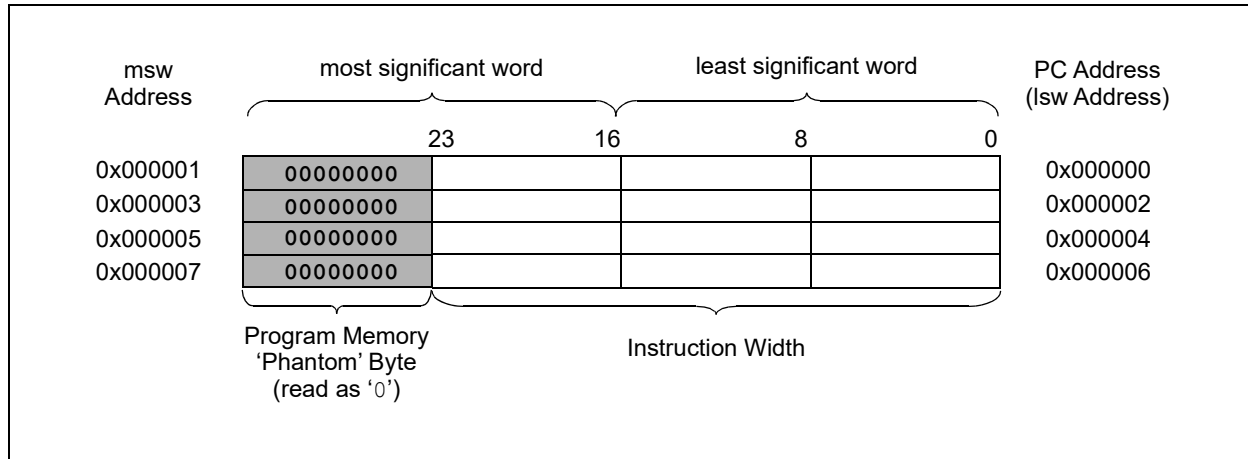 msw
Address
most significant word
least significant word
PC Address
(lsw Address)
23
16
8
0
0x000001
00000000
0x000000
0x000003
00000000
0x000002
0x000005
00000000
0x000004
0x000007
00000000
0x000006
Program Memory
‘Phantom’ Byte
(read as ‘0’)
Instruction Width